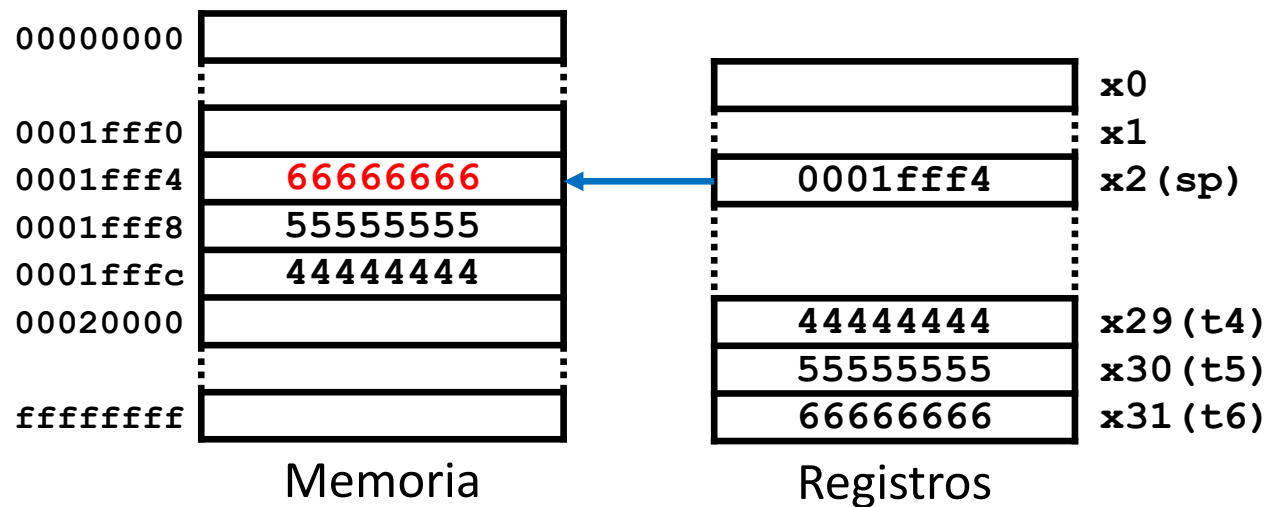 00000000
x0
0001fff0
x1
0001fff4 66666666 0001fff4 x2(sp)
0001fff8 55555555
0001fffc 44444444
00020000 44444444 x29(t4)
55555555 x30(t5)
ffffffff 66666666 x31(t6)
Memoria Registros